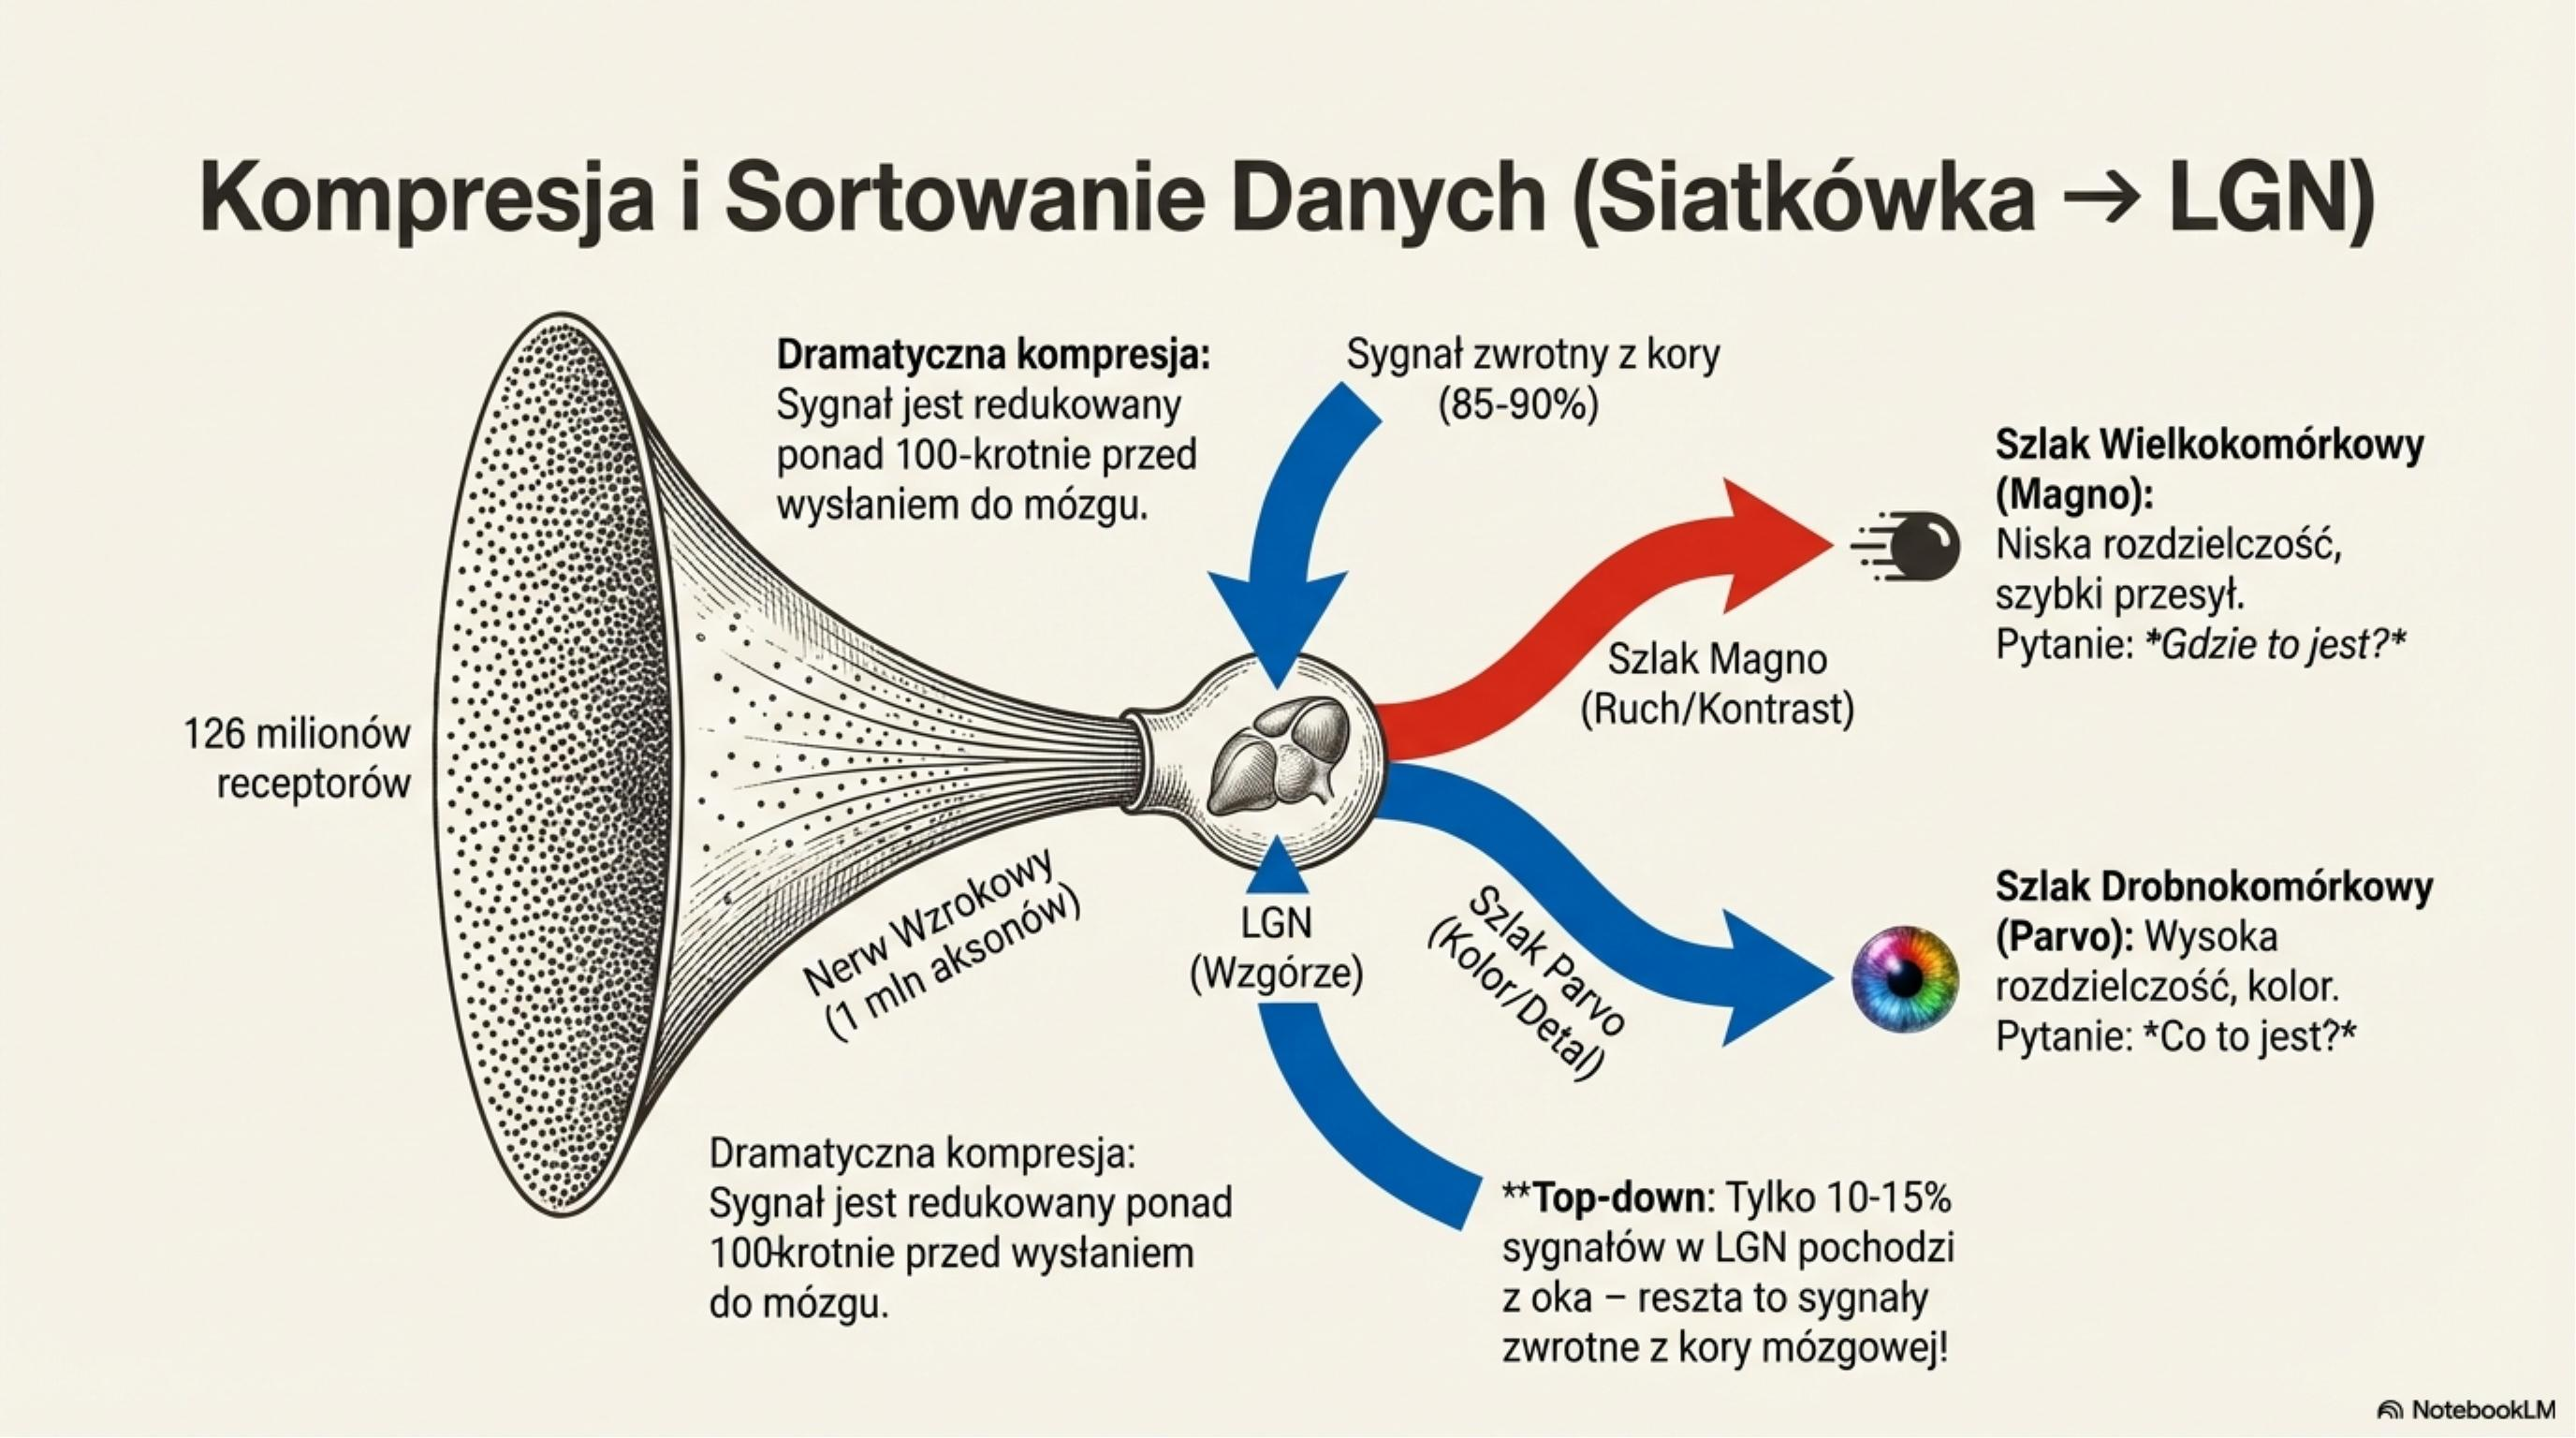 Kompresja i Sortowanie Danych (Siatkówka → LGN)
Dramatyczna kompresja:
Sygnał jest redukowany
ponad 100-krotnie przed
wysłaniem do mózgu.
Sygnał zwrotny z kory
(85-90%)
Szlak Wielkokomórkowy
(Magno):
Niska rozdzielczość,
szybki przesył.
Pytanie: *Gdzie to jest?*
Szlak Magno
(Ruch/Kontrast)
126 milionów
receptorów
Nerw Wzrokowy
(1 mln aksonów)
LGN
(Wzgórze)
Szlak Parvo
(Kolor/Detal)
Szlak Drobnokomórkowy
(Parvo): Wysoka
rozdzielczość, kolor.
Pytanie: *Co to jest?*
Dramatyczna kompresja:
Sygnał jest redukowany ponad
100-krotnie przed wysłaniem
do mózgu.
**Top-down: Tylko 10-15%
sygnałów w LGN pochodzi
z oka – reszta to sygnały
zwrotne z kory mózgowej!
NotebookLM